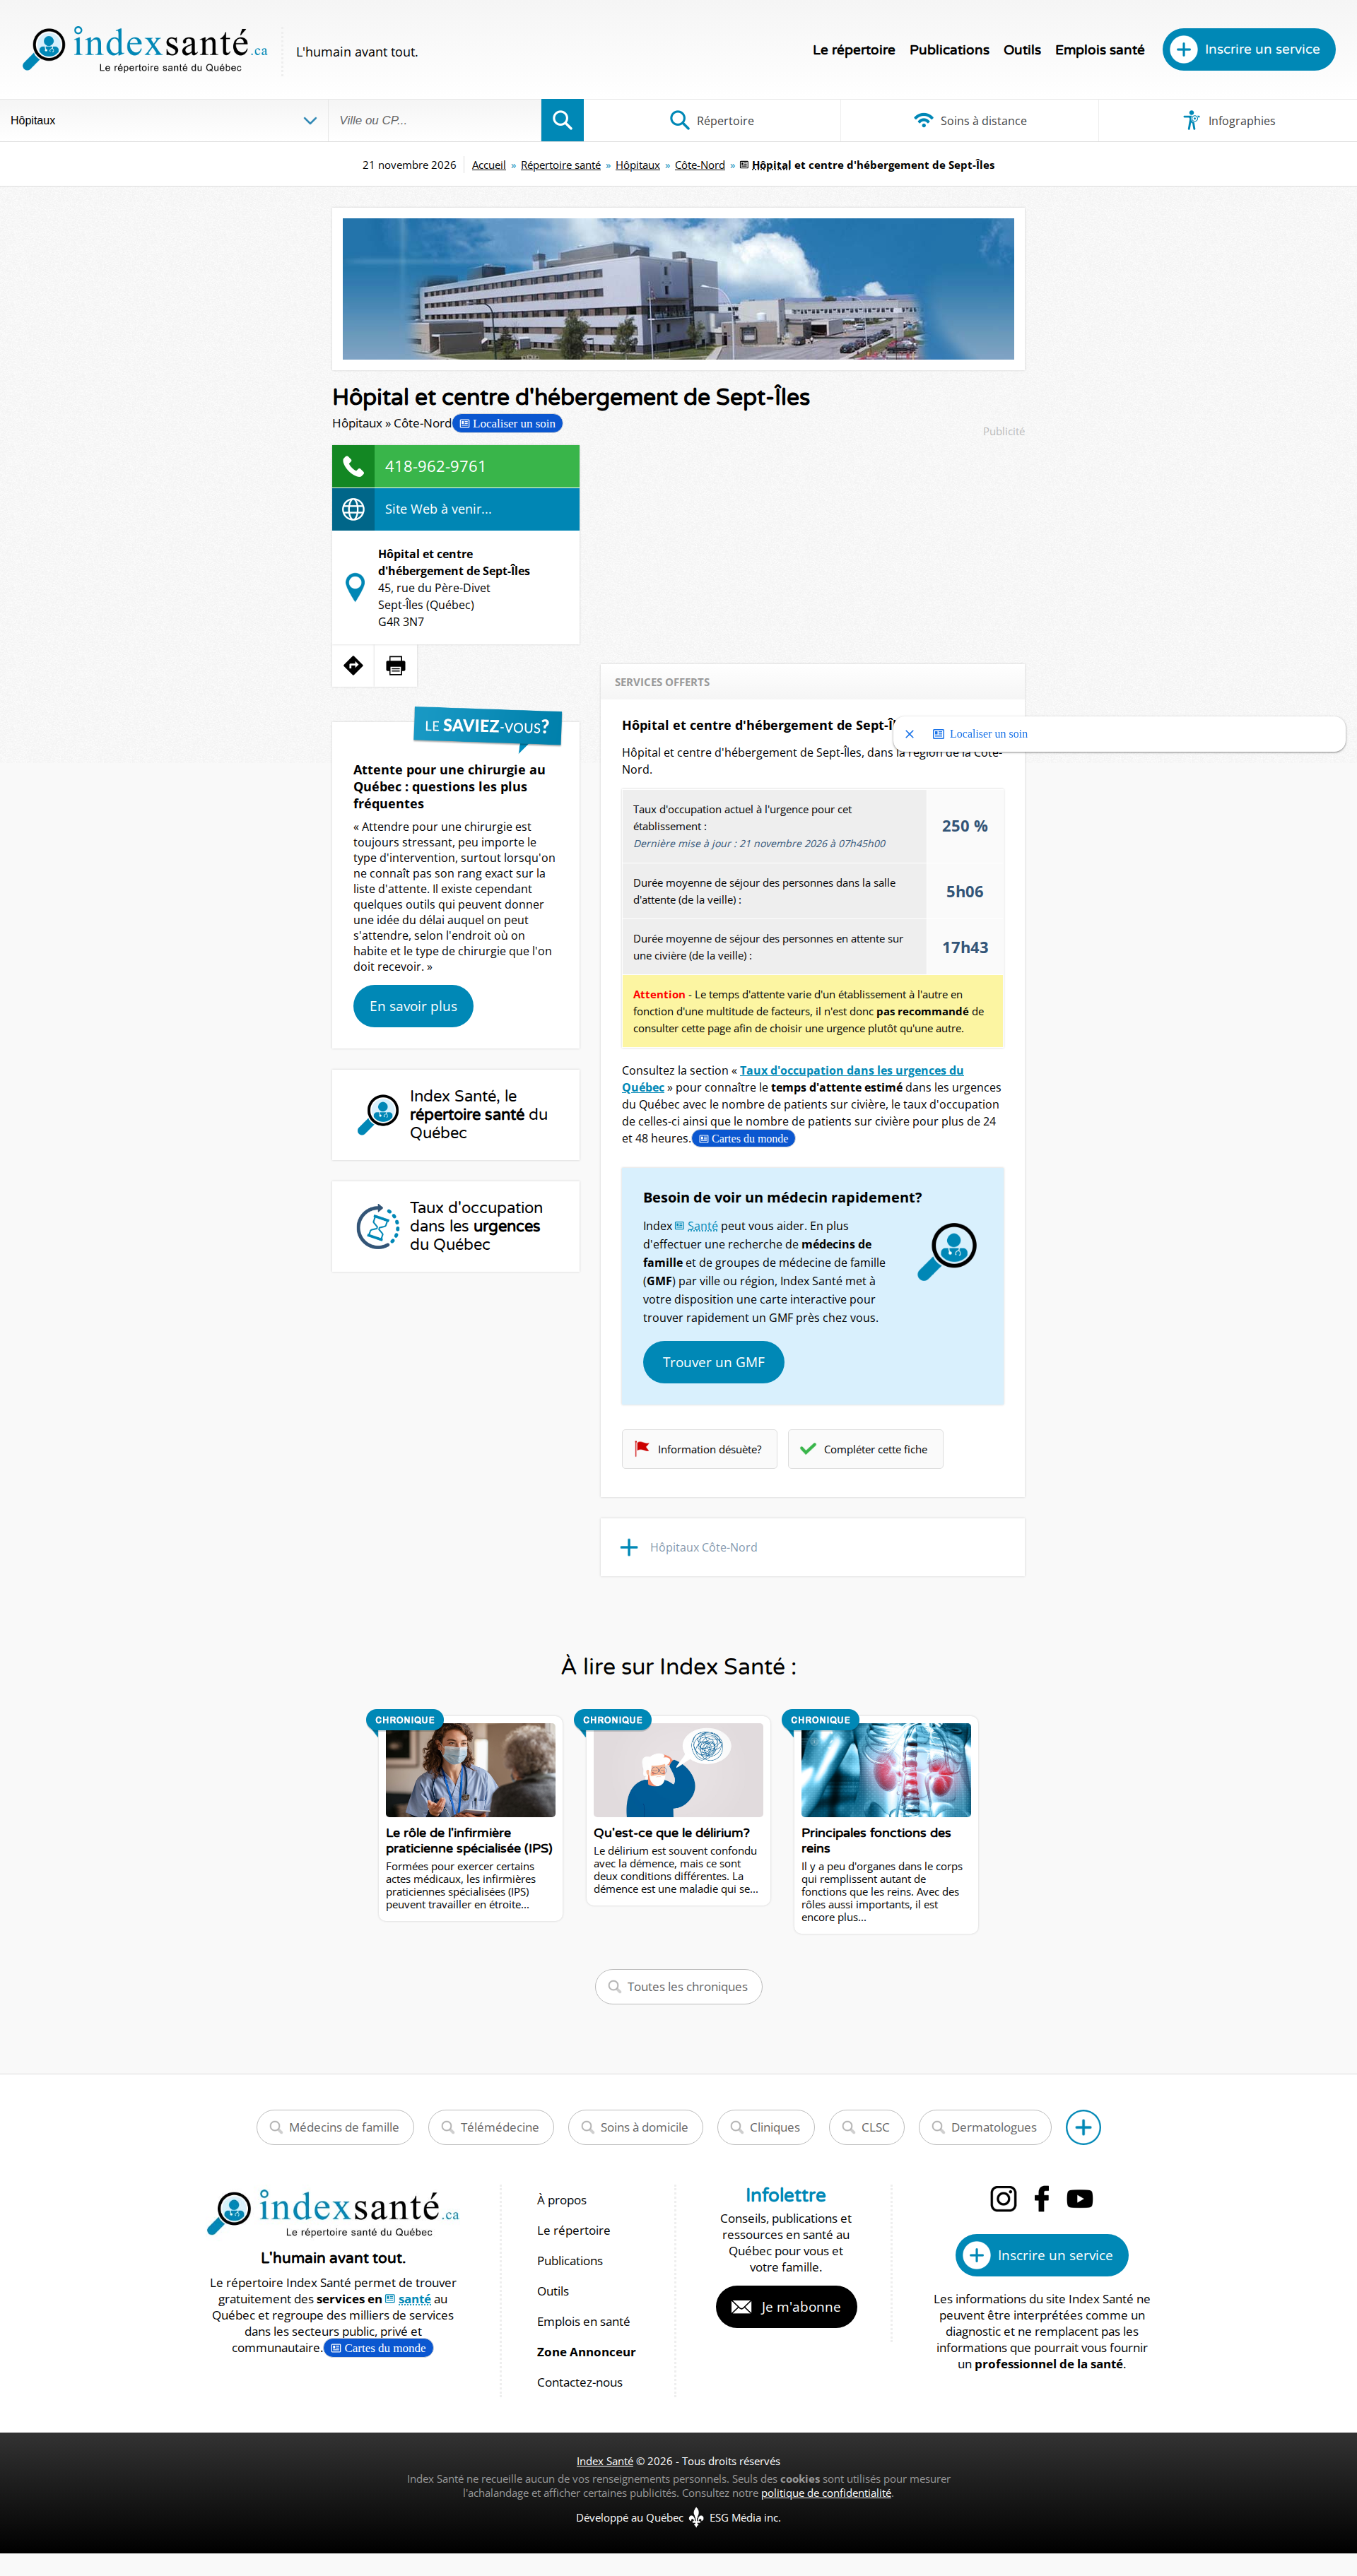 indexsanté.ca
Le répertoire santé du Québec
L'humain avant tout.
Le répertoire
Publications
Outils
Emplois santé
Inscrire un service
Hôpitaux
Ville ou CP...
Répertoire
Soins à distance
Infographies
21 novembre 2026
Accueil » Répertoire santé » Hôpitaux » Côte-Nord » Hôpital et centre d'hébergement de Sept-Îles
Hôpital et centre d'hébergement de Sept-Îles
Hôpitaux » Côte-Nord Localiser un soin
Publicité
418-962-9761
Site Web à venir...
Hôpital et centre
d'hébergement de Sept-Îles
45, rue du Père-Divet
Sept-Îles (Québec)
G4R 3N7
LE SAVIEZ-VOUS?
Attente pour une chirurgie au
Québec : questions les plus
fréquentes
« Attendre pour une chirurgie est
toujours stressant, peu importe le
type d'intervention, surtout lorsqu'on
ne connaît pas son rang exact sur la
liste d'attente. Il existe cependant
quelques outils qui peuvent donner
une idée du délai auquel on peut
s'attendre, selon l'endroit où on
habite et le type de chirurgie que l'on
doit recevoir. »
En savoir plus
Index Santé, le
répertoire santé du
Québec
Taux d'occupation
dans les urgences
du Québec
SERVICES OFFERTS
Hôpital et centre d'hébergement de Sept-Îl
Localiser un soin
Hôpital et centre d'hébergement de Sept-Îles, dans la région de la Côte-
Nord.
Taux d'occupation actuel à l'urgence pour cet
établissement :
Dernière mise à jour : 21 novembre 2026 à 07h45h00
250 %
Durée moyenne de séjour des personnes dans la salle
d'attente (de la veille) :
5h06
Durée moyenne de séjour des personnes en attente sur
une civière (de la veille) :
17h43
Attention - Le temps d'attente varie d'un établissement à l'autre en
fonction d'une multitude de facteurs, il n'est donc pas recommandé de
consulter cette page afin de choisir une urgence plutôt qu'une autre.
Consultez la section « Taux d'occupation dans les urgences du
Québec » pour connaître le temps d'attente estimé dans les urgences
du Québec avec le nombre de patients sur civière, le taux d'occupation
de celles-ci ainsi que le nombre de patients sur civière pour plus de 24
et 48 heures. Cartes du monde
Besoin de voir un médecin rapidement?
Index Santé peut vous aider. En plus
d'effectuer une recherche de médecins de
famille et de groupes de médecine de famille
(GMF) par ville ou région, Index Santé met à
votre disposition une carte interactive pour
trouver rapidement un GMF près chez vous.
Trouver un GMF
Information désuète?
Compléter cette fiche
Hôpitaux Côte-Nord
À lire sur Index Santé :
CHRONIQUE
Le rôle de l'infirmière
praticienne spécialisée (IPS)
Formées pour exercer certains
actes médicaux, les infirmières
praticiennes spécialisées (IPS)
peuvent travailler en étroite...
CHRONIQUE
Qu'est-ce que le délirium?
Le délirium est souvent confondu
avec la démence, mais ce sont
deux conditions différentes. La
démence est une maladie qui se...
CHRONIQUE
Principales fonctions des
reins
Il y a peu d'organes dans le corps
qui remplissent autant de
fonctions que les reins. Avec des
rôles aussi importants, il est
encore plus...
Toutes les chroniques
Médecins de famille
Télémédecine
Soins à domicile
Cliniques
CLSC
Dermatologues
indexsanté.ca
Le répertoire santé du Québec
L'humain avant tout.
Le répertoire Index Santé permet de trouver
gratuitement des services en santé au
Québec et regroupe des milliers de services
dans les secteurs public, privé et
communautaire. Cartes du monde
À propos
Le répertoire
Publications
Outils
Emplois en santé
Zone Annonceur
Contactez-nous
Infolettre
Conseils, publications et
ressources en santé au
Québec pour vous et
votre famille.
Je m'abonne
Inscrire un service
Les informations du site Index Santé ne
peuvent être interprétées comme un
diagnostic et ne remplacent pas les
informations que pourrait vous fournir
un professionnel de la santé.
Index Santé © 2026 - Tous droits réservés
Index Santé ne recueille aucun de vos renseignements personnels. Seuls des cookies sont utilisés pour mesurer
l'achalandage et afficher certaines publicités. Consultez notre politique de confidentialité.
Développé au Québec ESG Média inc.